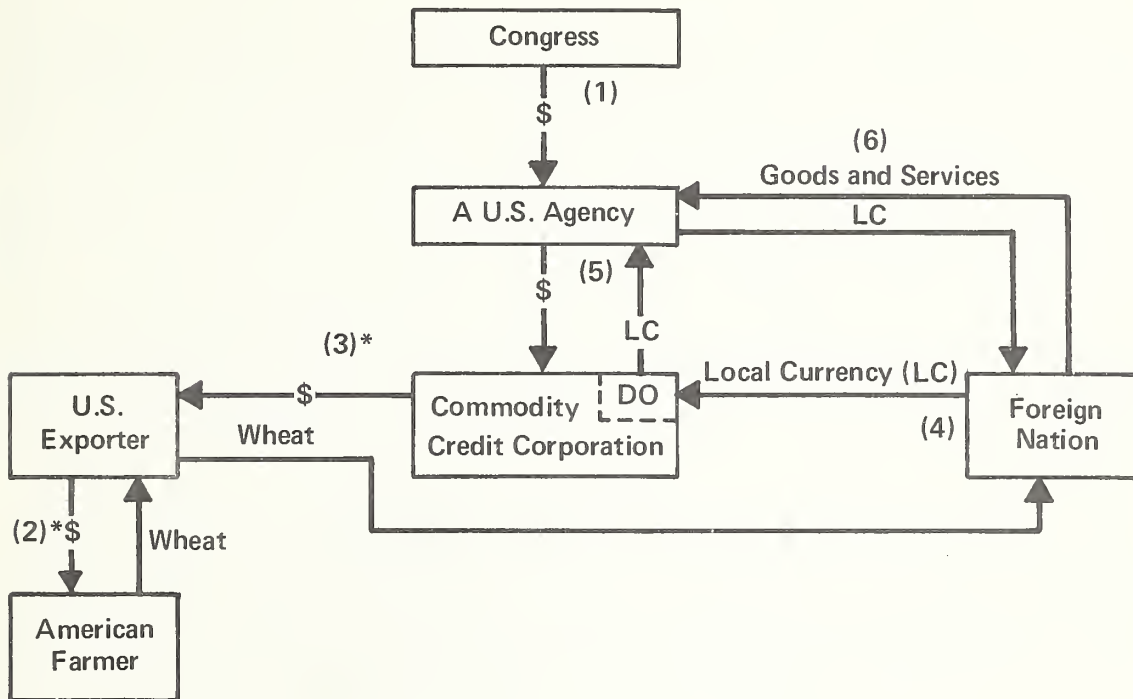 Congress
(1)
$
(6)
Goods and Services
A U.S. Agency
LC
(5)
$
LC
(3)*
Local Currency (LC)
$
U.S.
Exporter
Commodity
DO
Credit Corporation
Foreign
Nation
(4)
Wheat
(2)*$
Wheat
American
Farmer